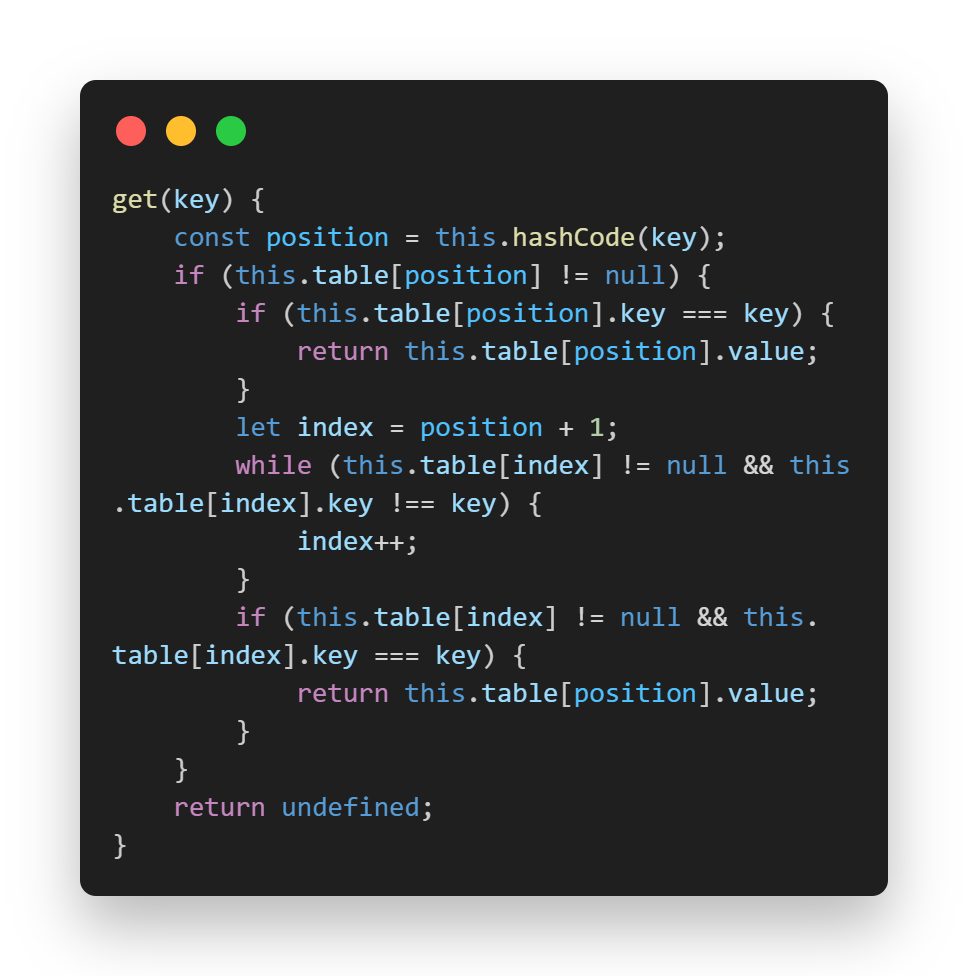 get(key) {
    const position = this.hashCode(key);
    if (this.table[position] != null) {
        if (this.table[position].key === key) {
            return this.table[position].value;
        }
        let index = position + 1;
        while (this.table[index] != null && this
.table[index].key !== key) {
            index++;
        }
        if (this.table[index] != null && this.
table[index].key === key) {
            return this.table[position].value;
        }
    }
    return undefined;
}